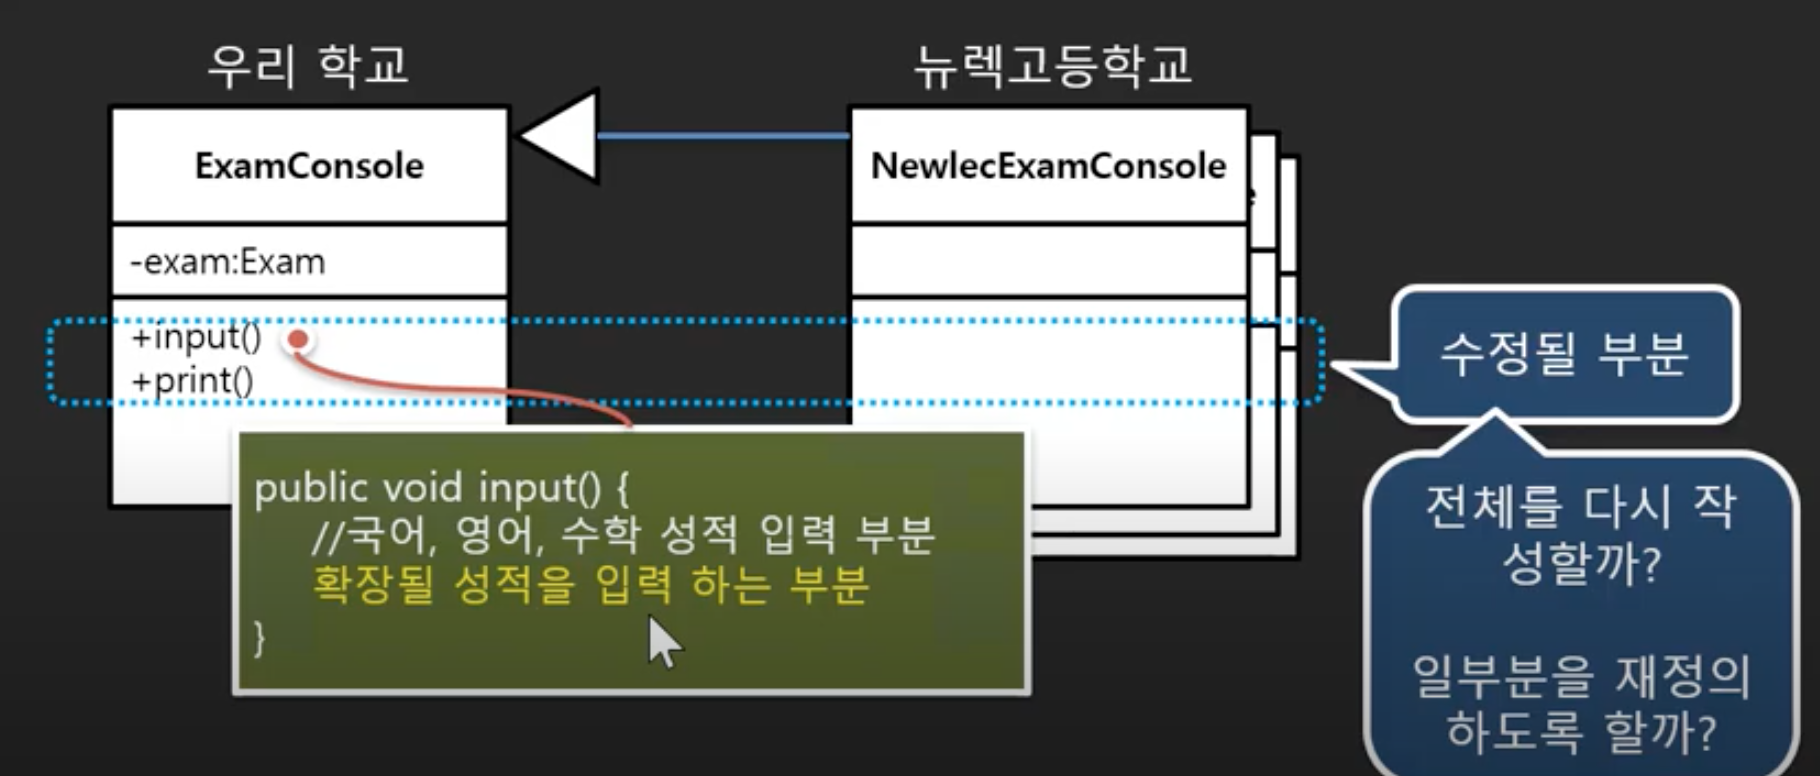 우리 학교
뉴렉고등학교
ExamConsole
NewlecExamConsole
-exam:Exam
+input()
+print()
수정될 부분
public void input() {
//국어, 영어, 수학 성적 입력 부분
확장될 성적을 입력 하는 부분
}
전체를 다시 작
성할까?
일부분을 재정의
하도록 할까?